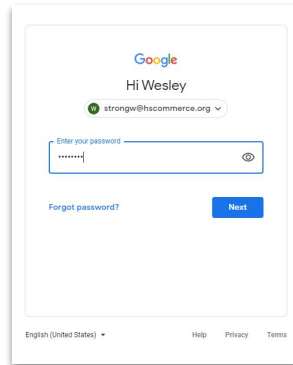 Google
Hi Wesley
W strongw@hscommerce.org
Enter your password
••••••••
Forgot password? Next
English (United States) Help Privacy Terms